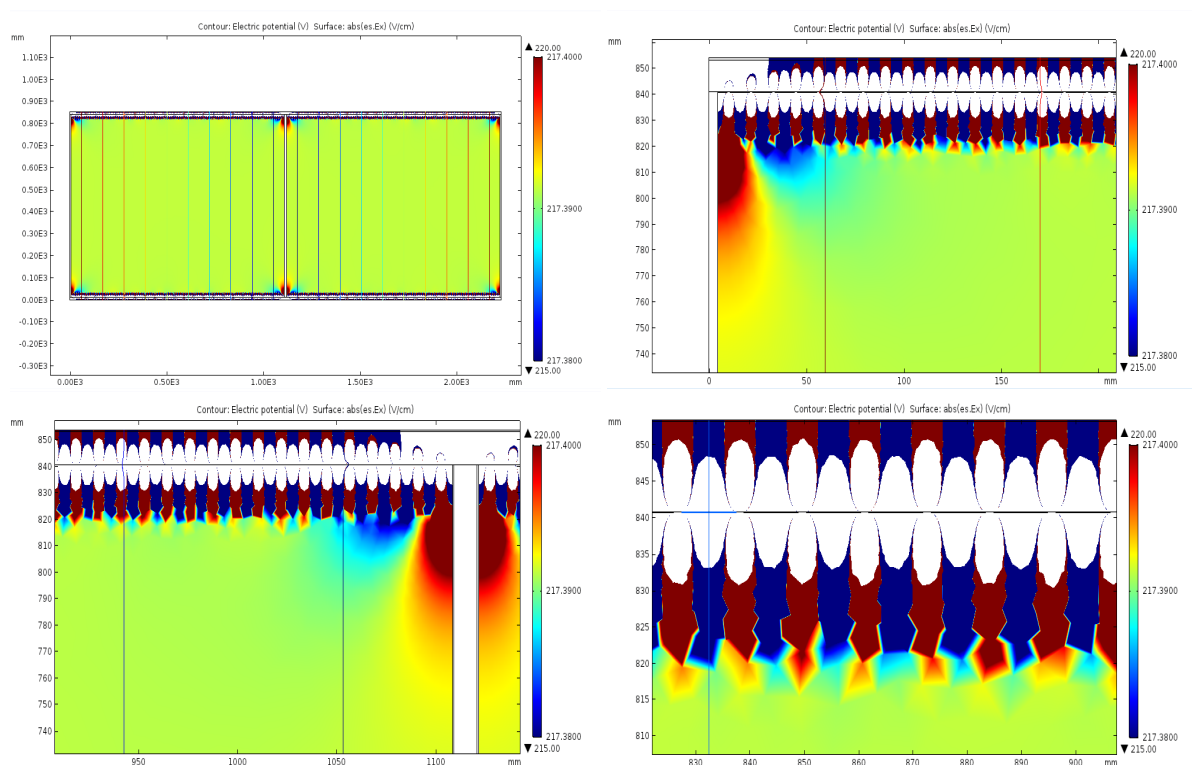 Contour: Electric potential (V) Surface: abs(es.Ex) (V/cm)
mm
1.10E3
1.00E3
0.90E3
0.80E3
0.70E3
0.60E3
0.50E3
0.40E3
0.30E3
0.20E3
0.10E3
0.00E3
-0.10E3
-0.20E3
-0.30E3
0.00E3 0.50E3 1.00E3 1.50E3 2.00E3 mm
▲ 220.00
217.4000
217.3900
217.3800
▼ 215.00
Contour: Electric potential (V) Surface: abs(es.Ex) (V/cm)
mm
850
840
830
820
810
800
790
780
770
760
750
740
0 50 100 150 mm
▲ 220.00
217.4000
217.3900
217.3800
▼ 215.00
Contour: Electric potential (V) Surface: abs(es.Ex) (V/cm)
mm
850
840
830
820
810
800
790
780
770
760
750
740
950 1000 1050 1100 mm
▲ 220.00
217.4000
217.3900
217.3800
▼ 215.00
Contour: Electric potential (V) Surface: abs(es.Ex) (V/cm)
mm
850
845
840
835
830
825
820
815
810
830 840 850 860 870 880 890 900 mm
▲ 220.00
217.4000
217.3900
217.3800
▼ 215.00